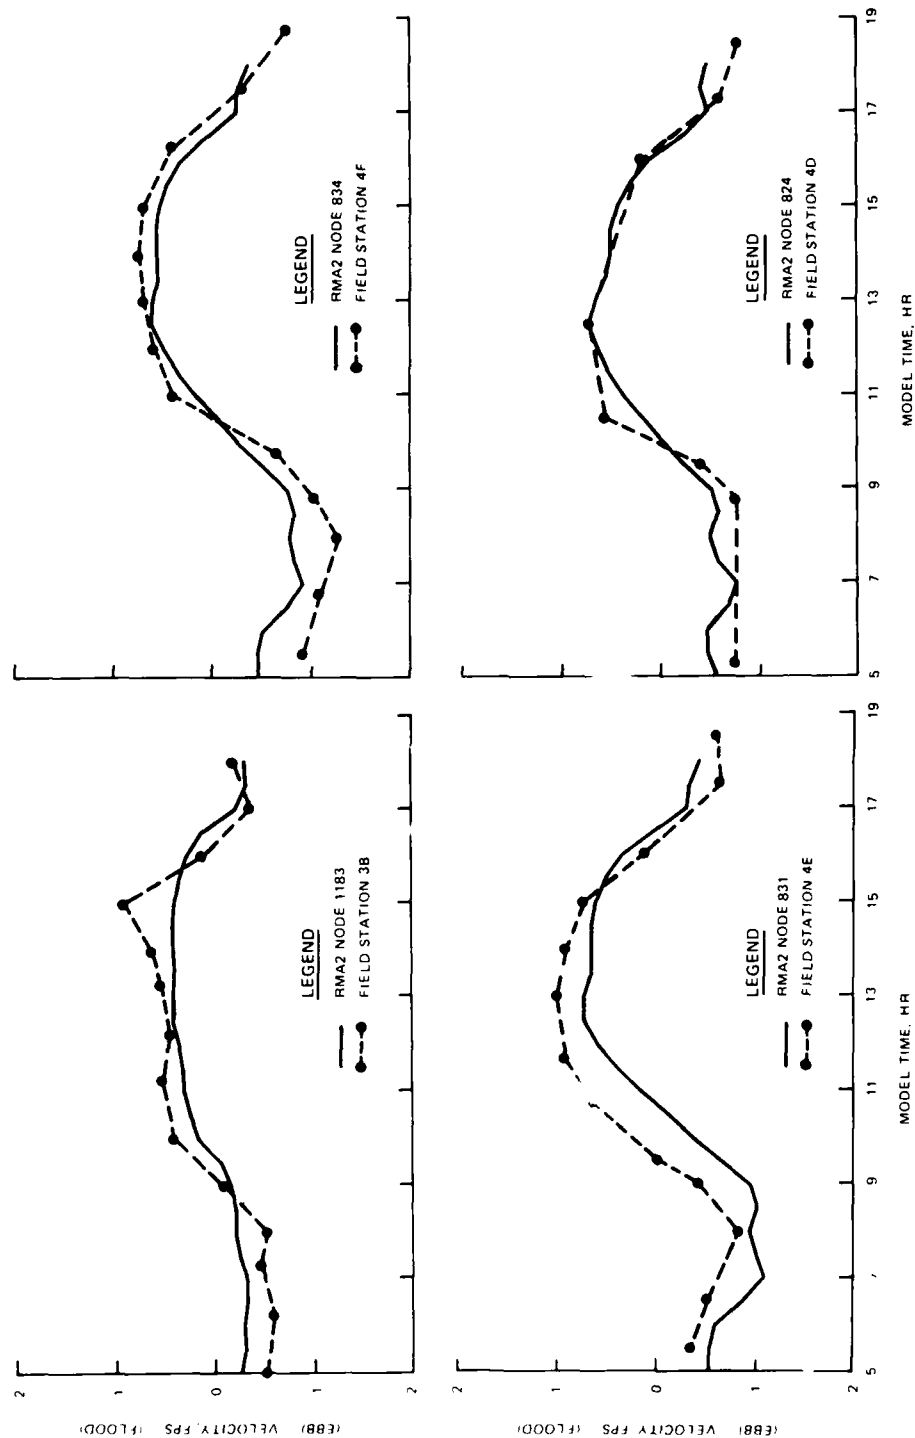 (EBB) VELOCITY, FPS (FLOOD)
2
1
0
1
2
LEGEND
RMA2 NODE 1183
FIELD STATION 3B
LEGEND
RMA2 NODE 834
FIELD STATION 4F
(EBB) VELOCITY, FPS (FLOOD)
2
1
0
1
2
LEGEND
RMA2 NODE 831
FIELD STATION 4E
5 9 11 13 15 17 19
MODEL TIME, HR
LEGEND
RMA2 NODE 824
FIELD STATION 4D
5 7 9 11 13 15 17 19
MODEL TIME, HR